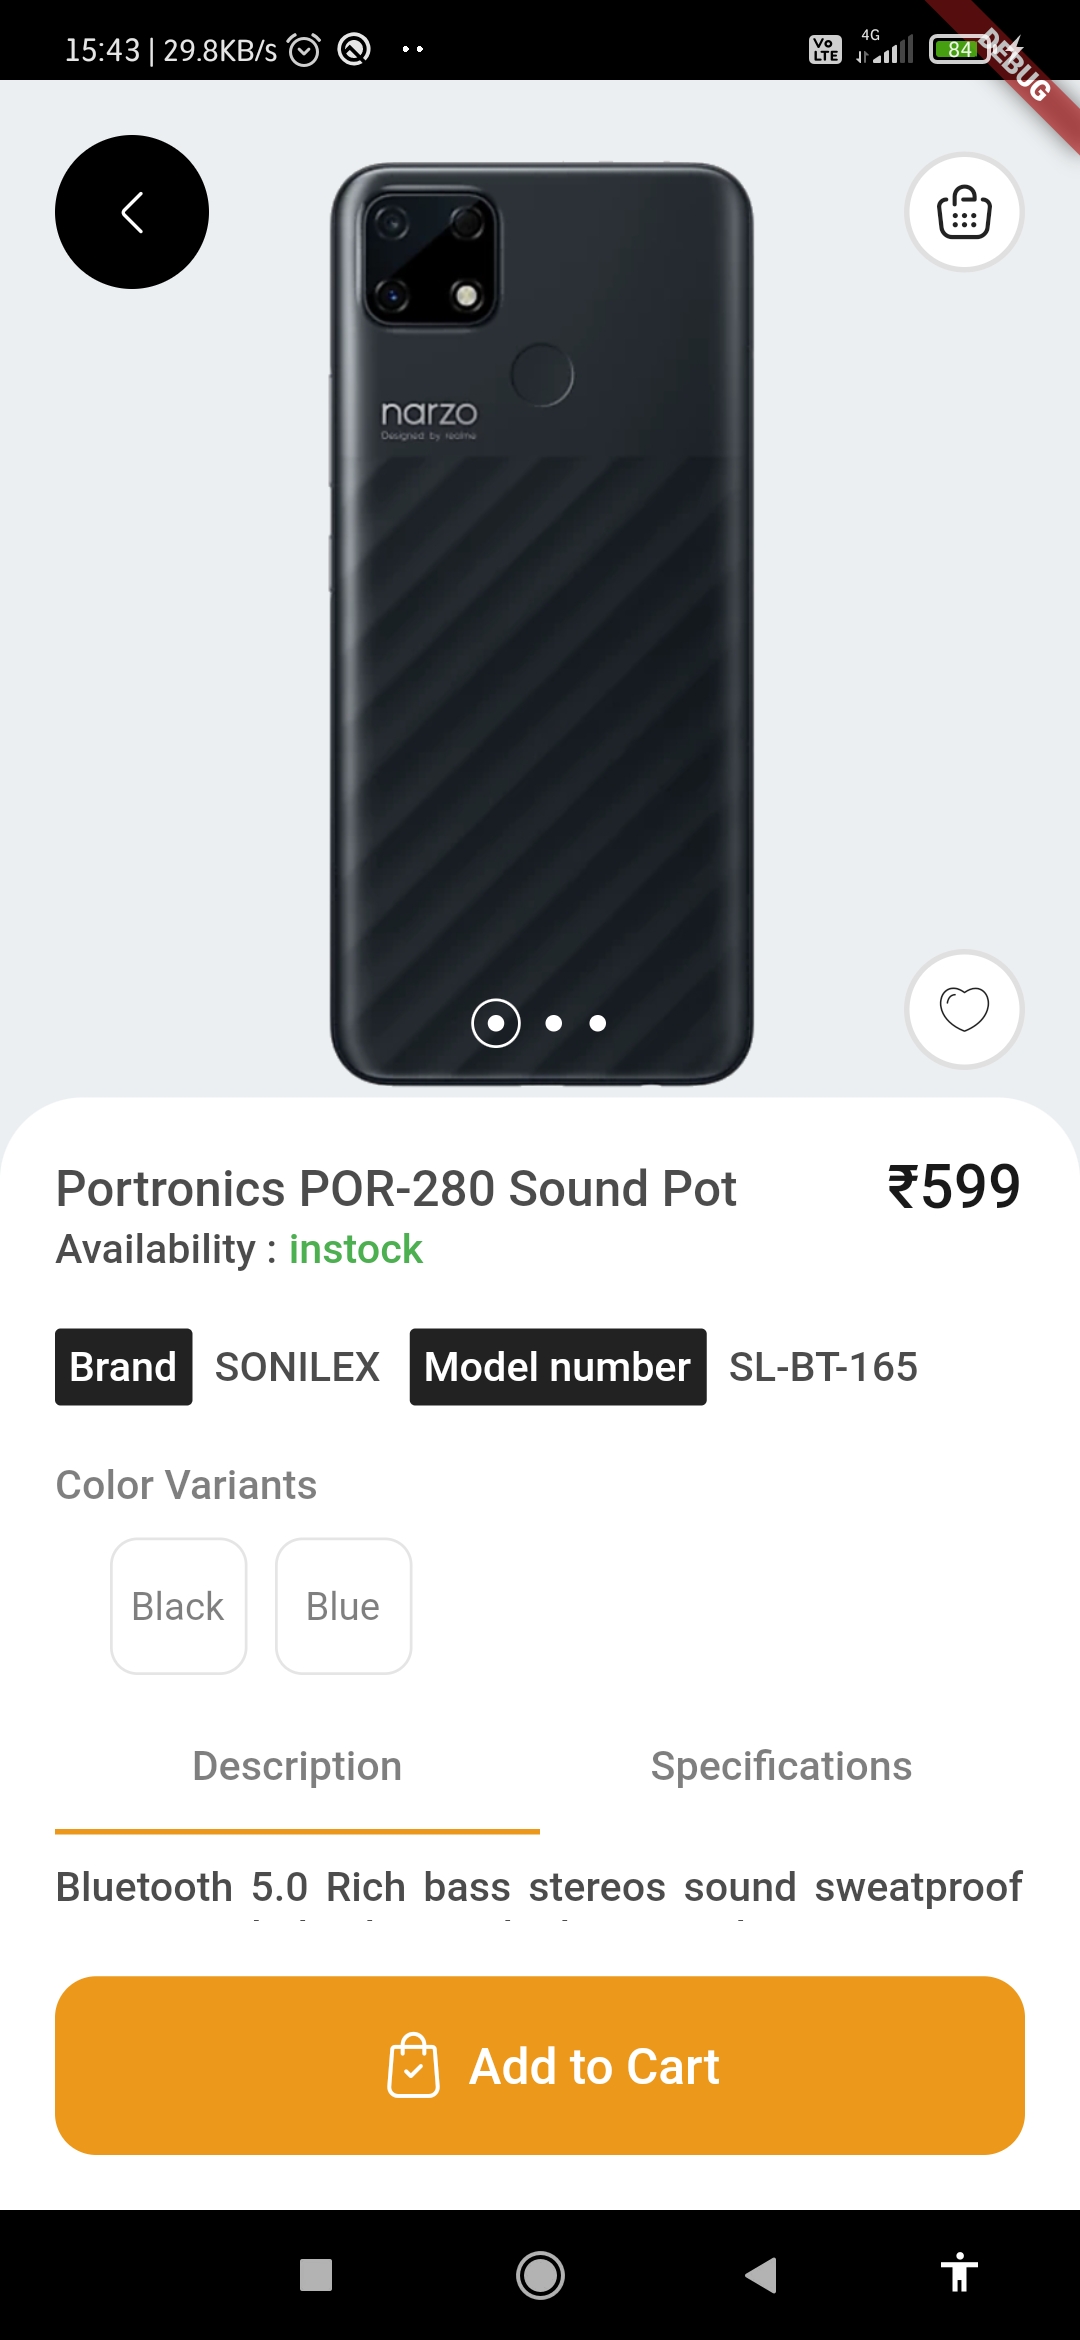 15:43 | 29.8KB/s
Vo LTE
4G
84
DEBUG
narzo
Designed by realme
Portronics POR-280 Sound Pot
₹599
Availability : instock
Brand SONILEX Model number SL-BT-165
Color Variants
Black Blue
Description Specifications
Bluetooth 5.0 Rich bass stereos sound sweatproof
Add to Cart